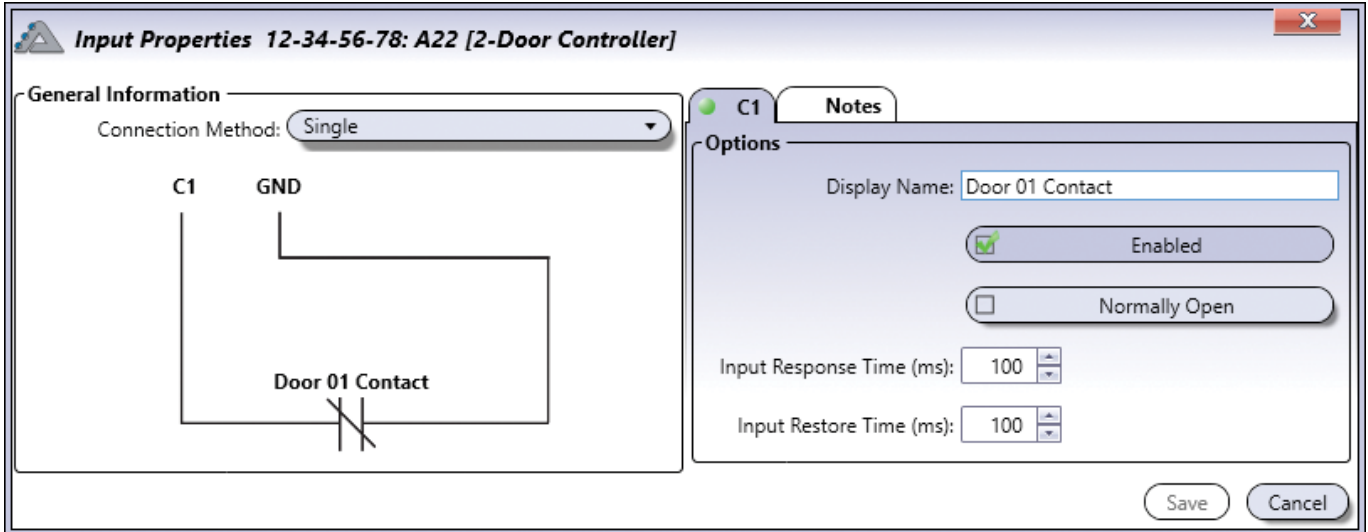 Input Properties 12-34-56-78: A22 [2-Door Controller]
X
General Information
Connection Method: Single
C1 GND
Door 01 Contact
C1 Notes
Options
Display Name: Door 01 Contact
Enabled
Normally Open
Input Response Time (ms): 100
Input Restore Time (ms): 100
Save Cancel